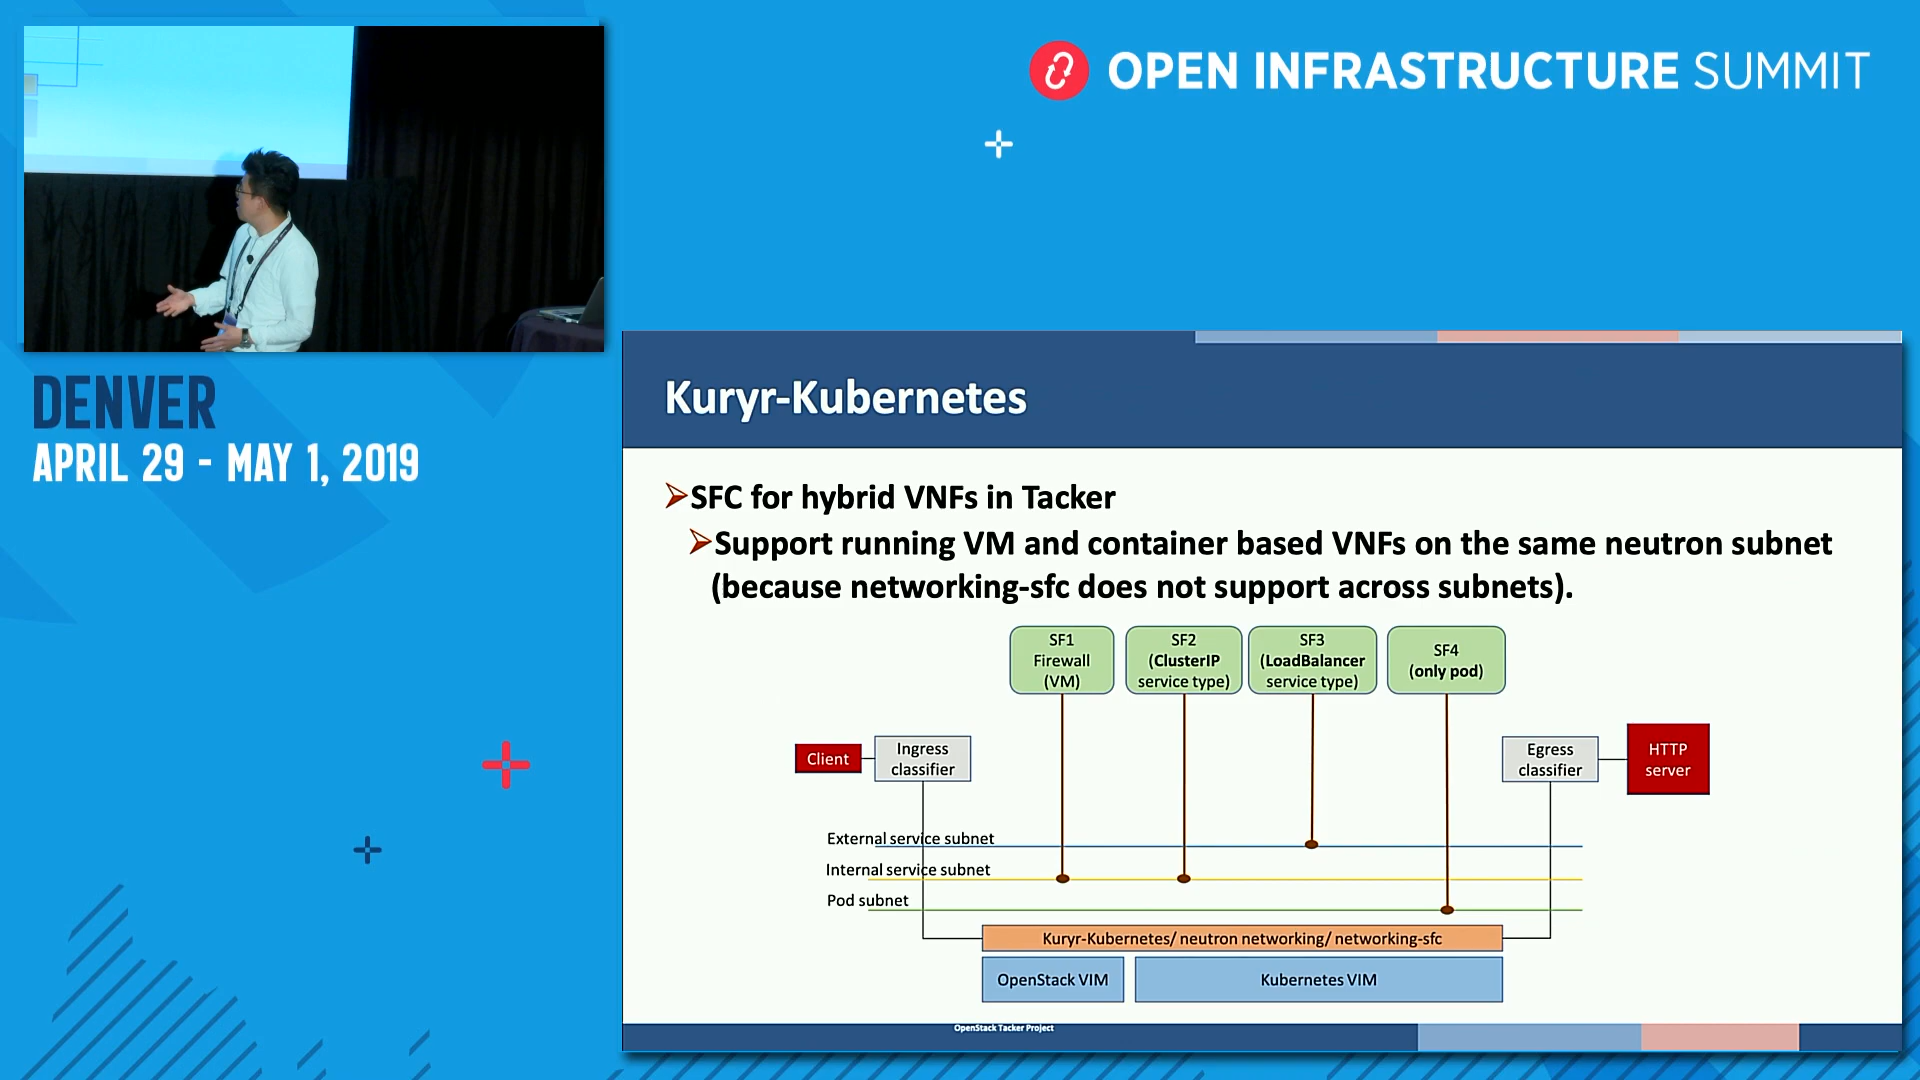 OPEN INFRASTRUCTURE SUMMIT
DENVER
APRIL 29 - MAY 1, 2019
Kuryr-Kubernetes
SFC for hybrid VNFs in Tacker
Support running VM and container based VNFs on the same neutron subnet
(because networking-sfc does not support across subnets).
SF1
Firewall
(VM)
SF2
(ClusterIP
service type)
SF3
(LoadBalancer
service type)
SF4
(only pod)
Client
Ingress
classifier
Egress
classifier
HTTP
server
External service subnet
Internal service subnet
Pod subnet
Kuryr-Kubernetes/ neutron networking/ networking-sfc
OpenStack VIM
Kubernetes VIM
OpenStack Tacker Project